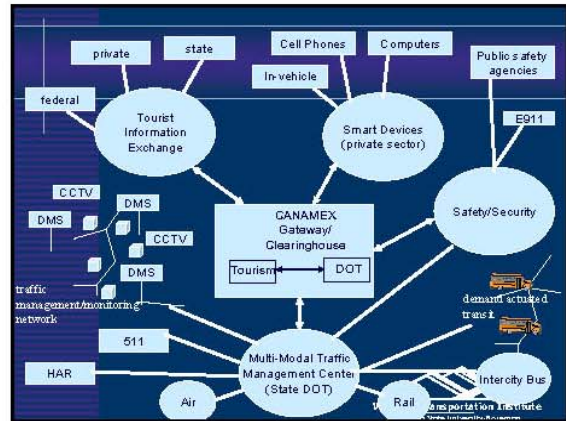 private
state
Cell Phones
Computers
Public safety
agencies
In-vehicle
federal
E911
Tourist
Information
Exchange
Smart Devices
(private sector)
CCTV
DMS
DMS
CCTV
DMS
CANAMEX
Gateway/
Clearinghouse
Tourism
DOT
Safety/Security
traffic
management/monitoring
network
demand actuated
transit
511
HAR
Multi-Modal Traffic
Management Center
(State DOT)
Air
Rail
Intercity Bus
Institute